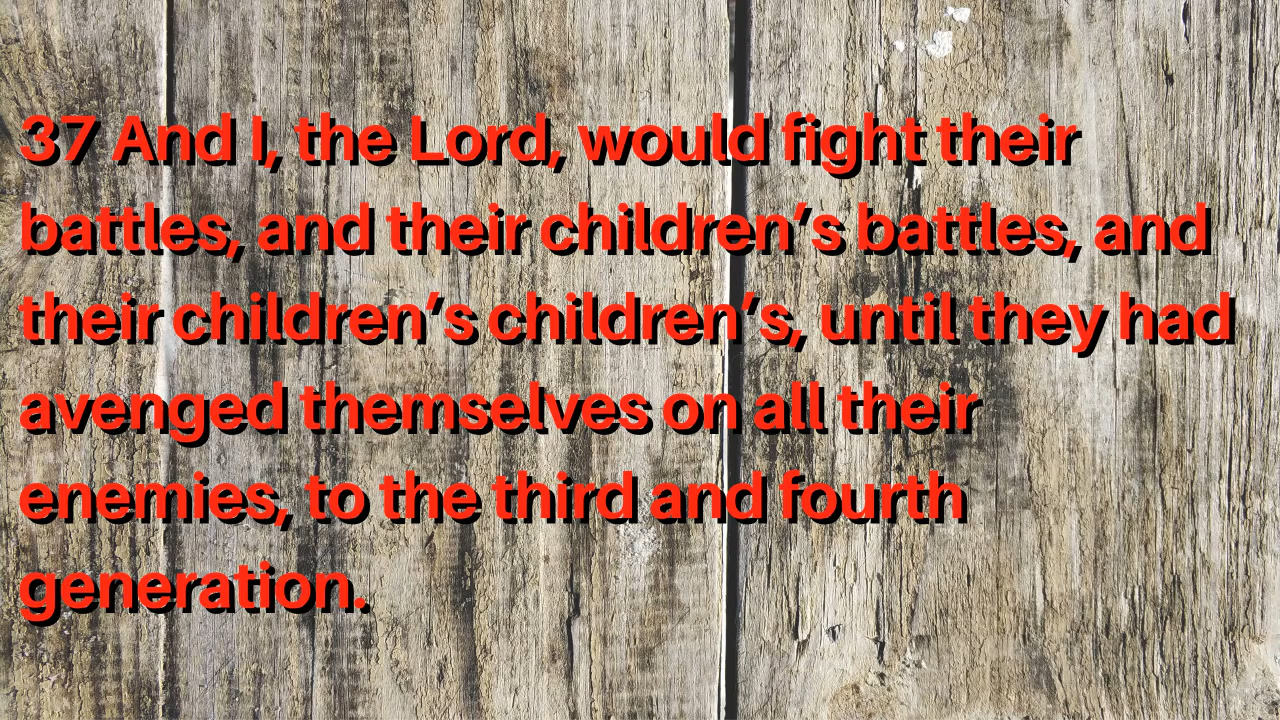 37 And I, the Lord, would fight their
battles, and their children’s battles, and
their children’s children’s, until they had
avenged themselves on all their
enemies, to the third and fourth
generation.